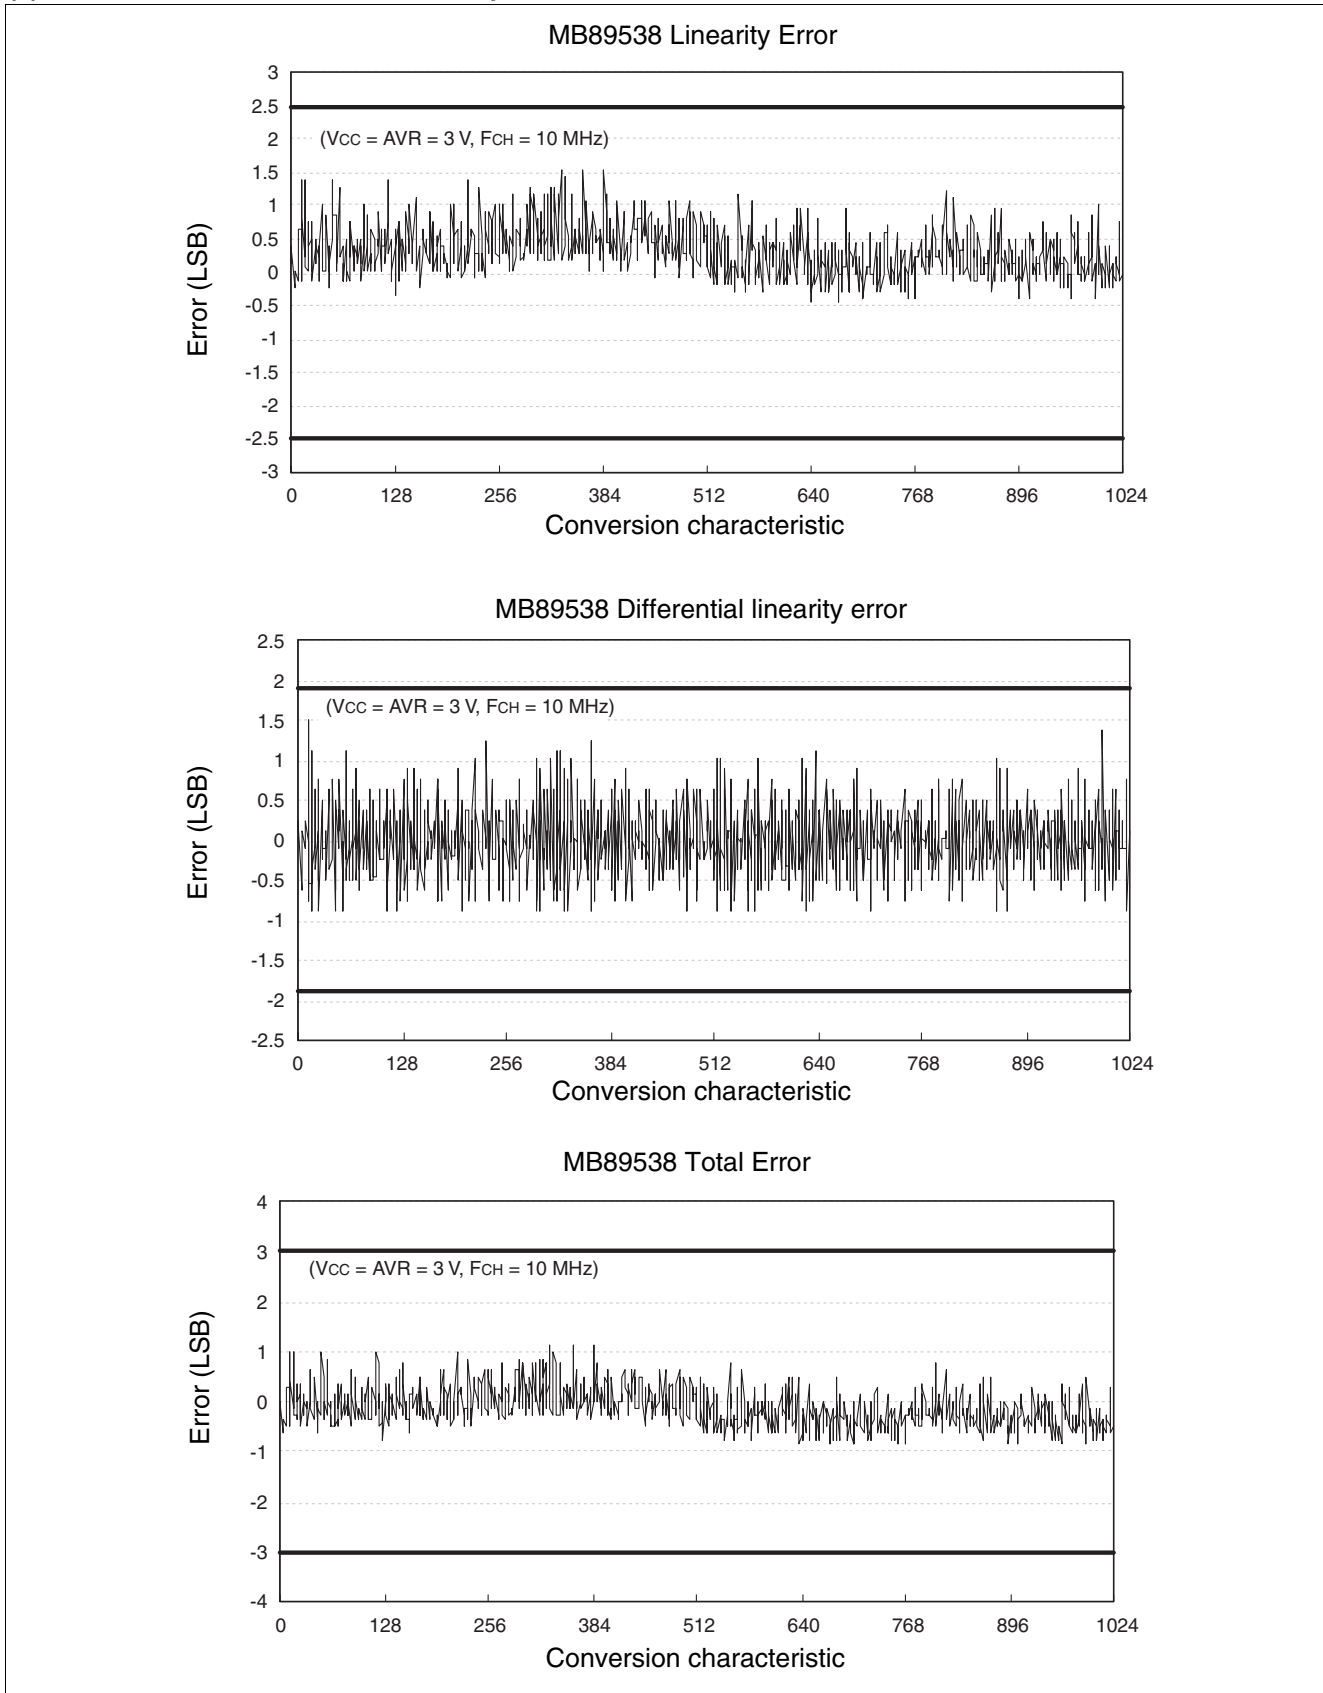 MB89538 Linearity Error
3
2.5
(VCC = AVR = 3 V, FCH = 10 MHz)
2
1.5
1
0.5
0
-0.5
-1
-1.5
-2
-2.5
-3
Error (LSB)
0 128 256 384 512 640 768 896 1024
Conversion characteristic
MB89538 Differential linearity error
2.5
2
(VCC = AVR = 3 V, FCH = 10 MHz)
1.5
1
0.5
0
-0.5
-1
-1.5
-2
-2.5
Error (LSB)
0 128 256 384 512 640 768 896 1024
Conversion characteristic
MB89538 Total Error
4
3
(VCC = AVR = 3 V, FCH = 10 MHz)
2
1
0
-1
-2
-3
-4
Error (LSB)
0 128 256 384 512 640 768 896 1024
Conversion characteristic